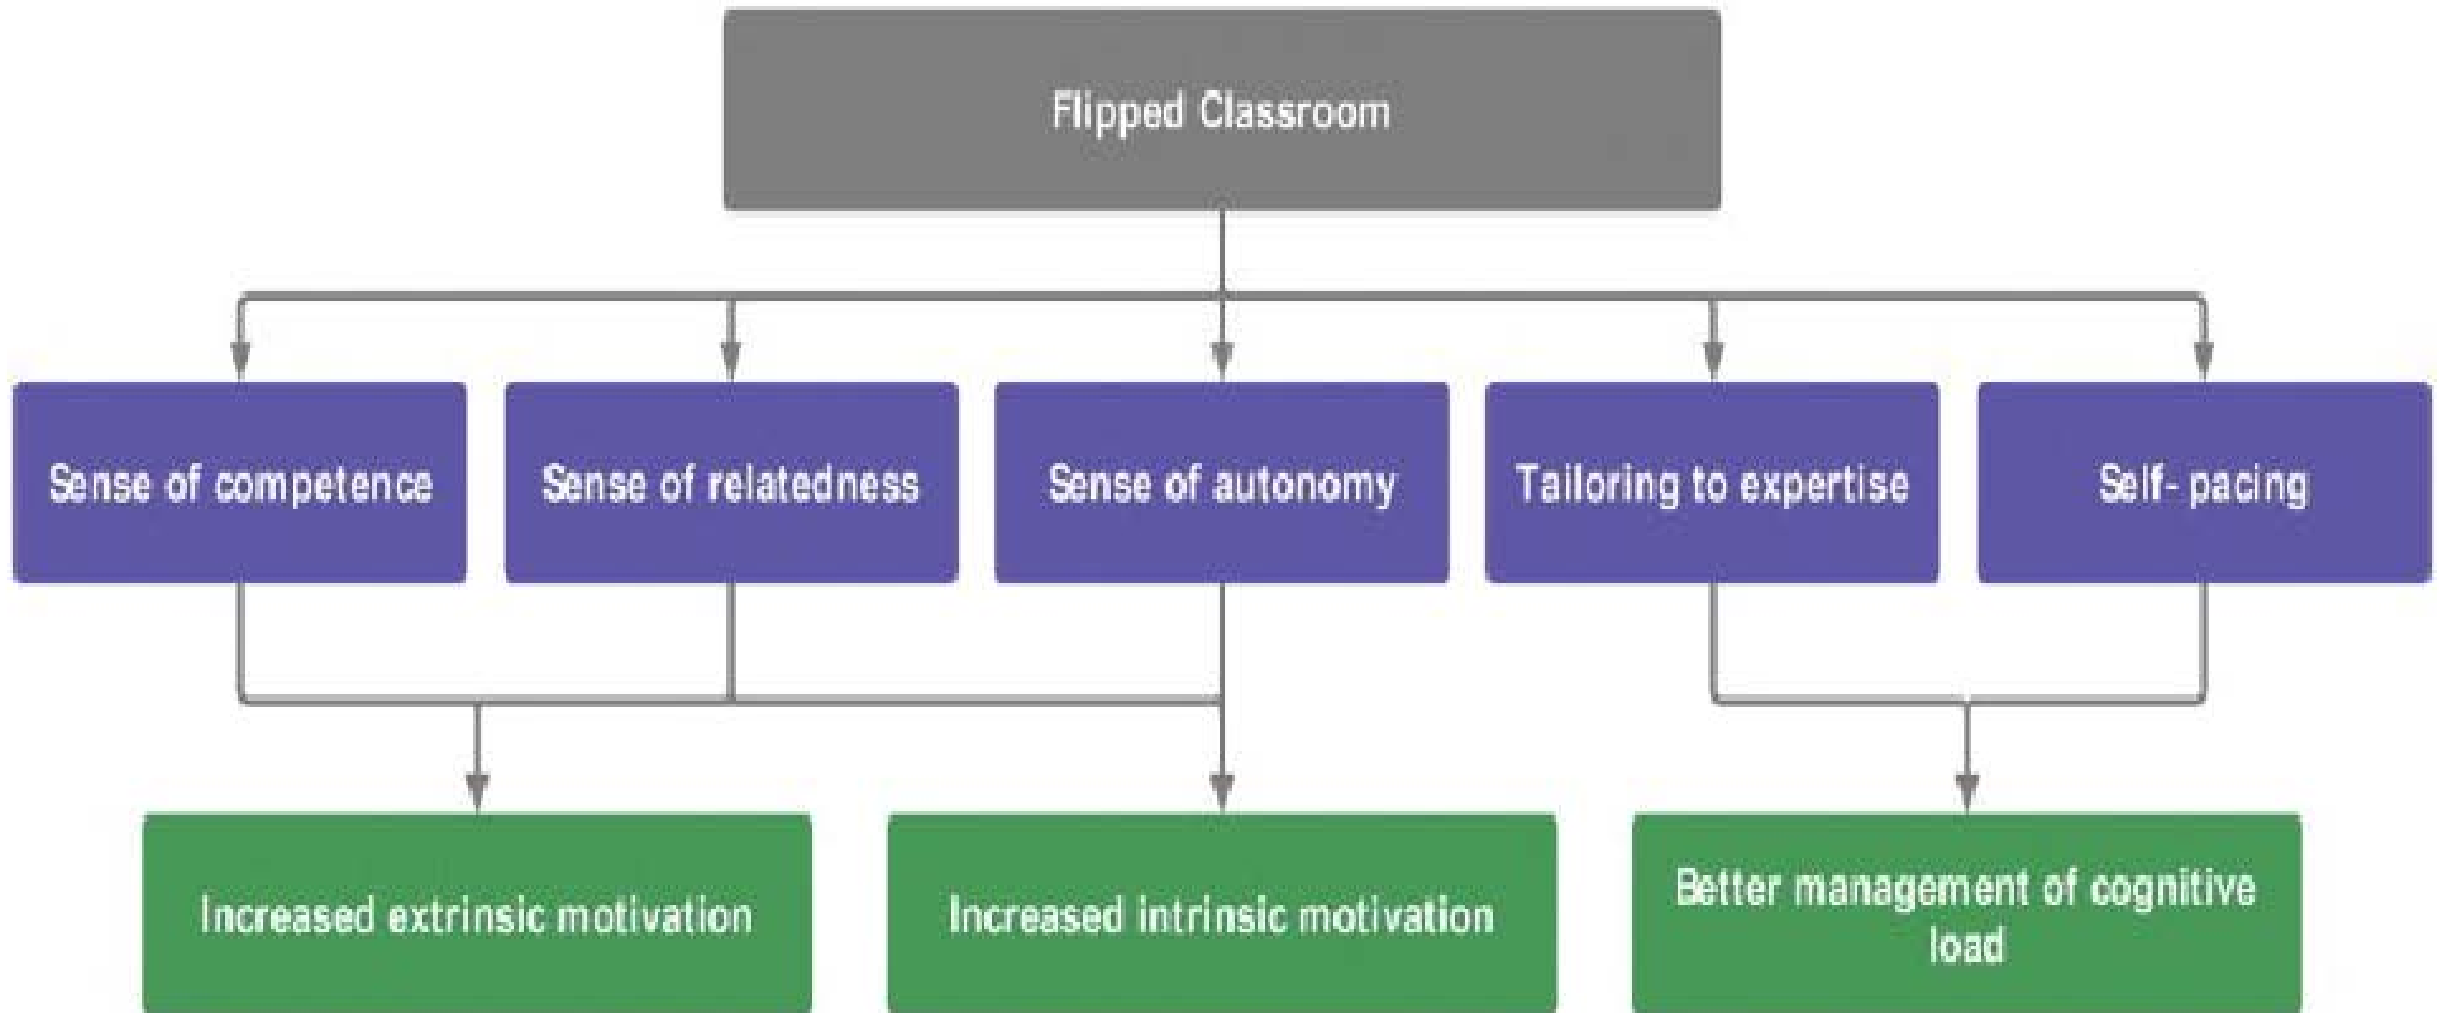 Flipped Classroom
Sense of competence
Sense of relatedness
Sense of autonomy
Tailoring to expertise
Self- pacing
Increased extrinsic motivation
Increased intrinsic motivation
Better management of cognitive
load